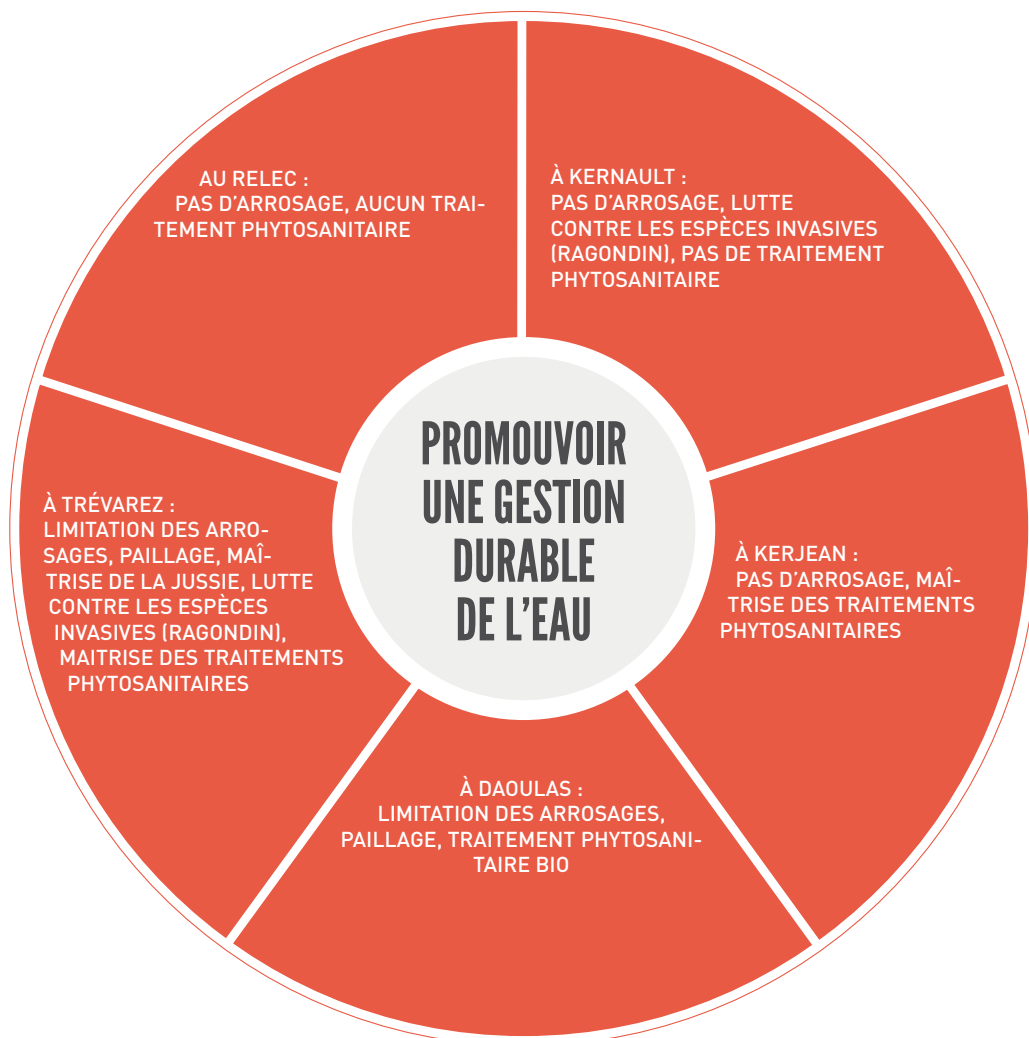 AU RELEC :
PAS D'ARROSAGE, AUCUN TRAI-
TEMENT PHYTOSANITAIRE
À KERNAULT :
PAS D'ARROSAGE, LUTTE
CONTRE LES ESPÈCES INVASIVES
(RAGONDIN), PAS DE TRAITEMENT
PHYTOSANITAIRE
PROMOUVOIR
UNE GESTION
DURABLE
DE L'EAU
À TRÉVAREZ :
LIMITATION DES ARRO-
SAGES, PAILLAGE, MAÎ-
TRISE DE LA JUSSIE, LUTTE
CONTRE LES ESPÈCES
INVASIVES (RAGONDIN),
MAITRISE DES TRAITEMENTS
PHYTOSANITAIRES
À KERJEAN :
PAS D'ARROSAGE, MAÎ-
TRISE DES TRAITEMENTS
PHYTOSANITAIRES
À DAOULAS :
LIMITATION DES ARROSAGES,
PAILLAGE, TRAITEMENT PHYTOSANI-
TAIRE BIO